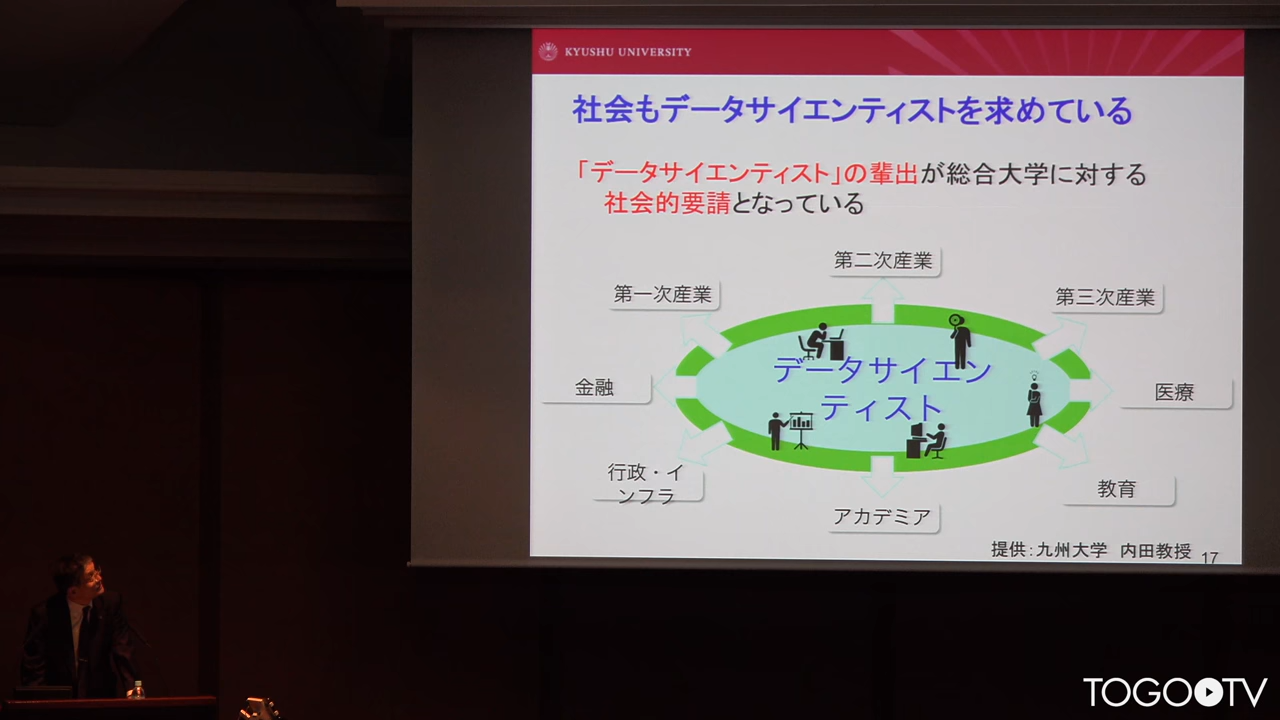 KYUSHU UNIVERSITY
社会もデータサイエンティストを求めている
「データサイエンティスト」の輩出が総合大学に対する
社会的要請となっている
第二次産業
第一次産業
第三次産業
データサイエン
ティスト
金融
医療
行政・イ
ンフラ
教育
アカデミア
提供：九州大学　内田教授
17
TOGO TV